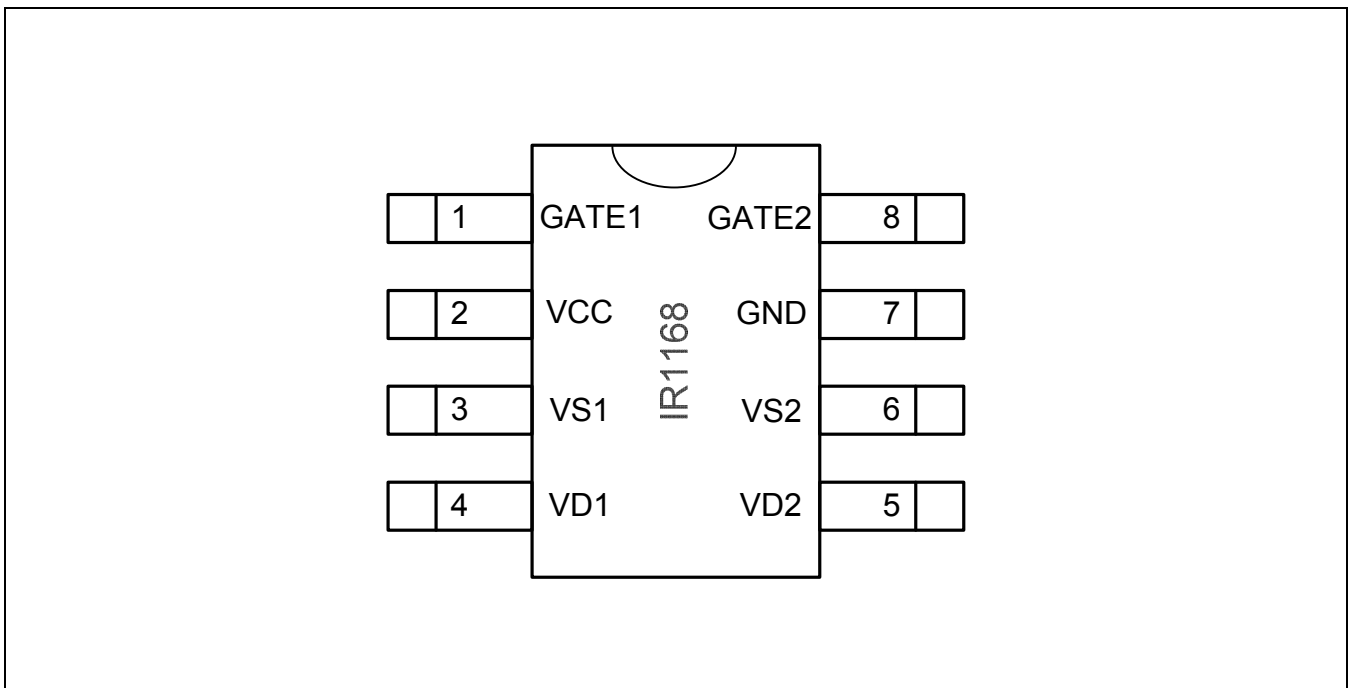 1 GATE1 GATE2 8
2 VCC GND 7
3 VS1 VS2 6
4 VD1 VD2 5
IR1168